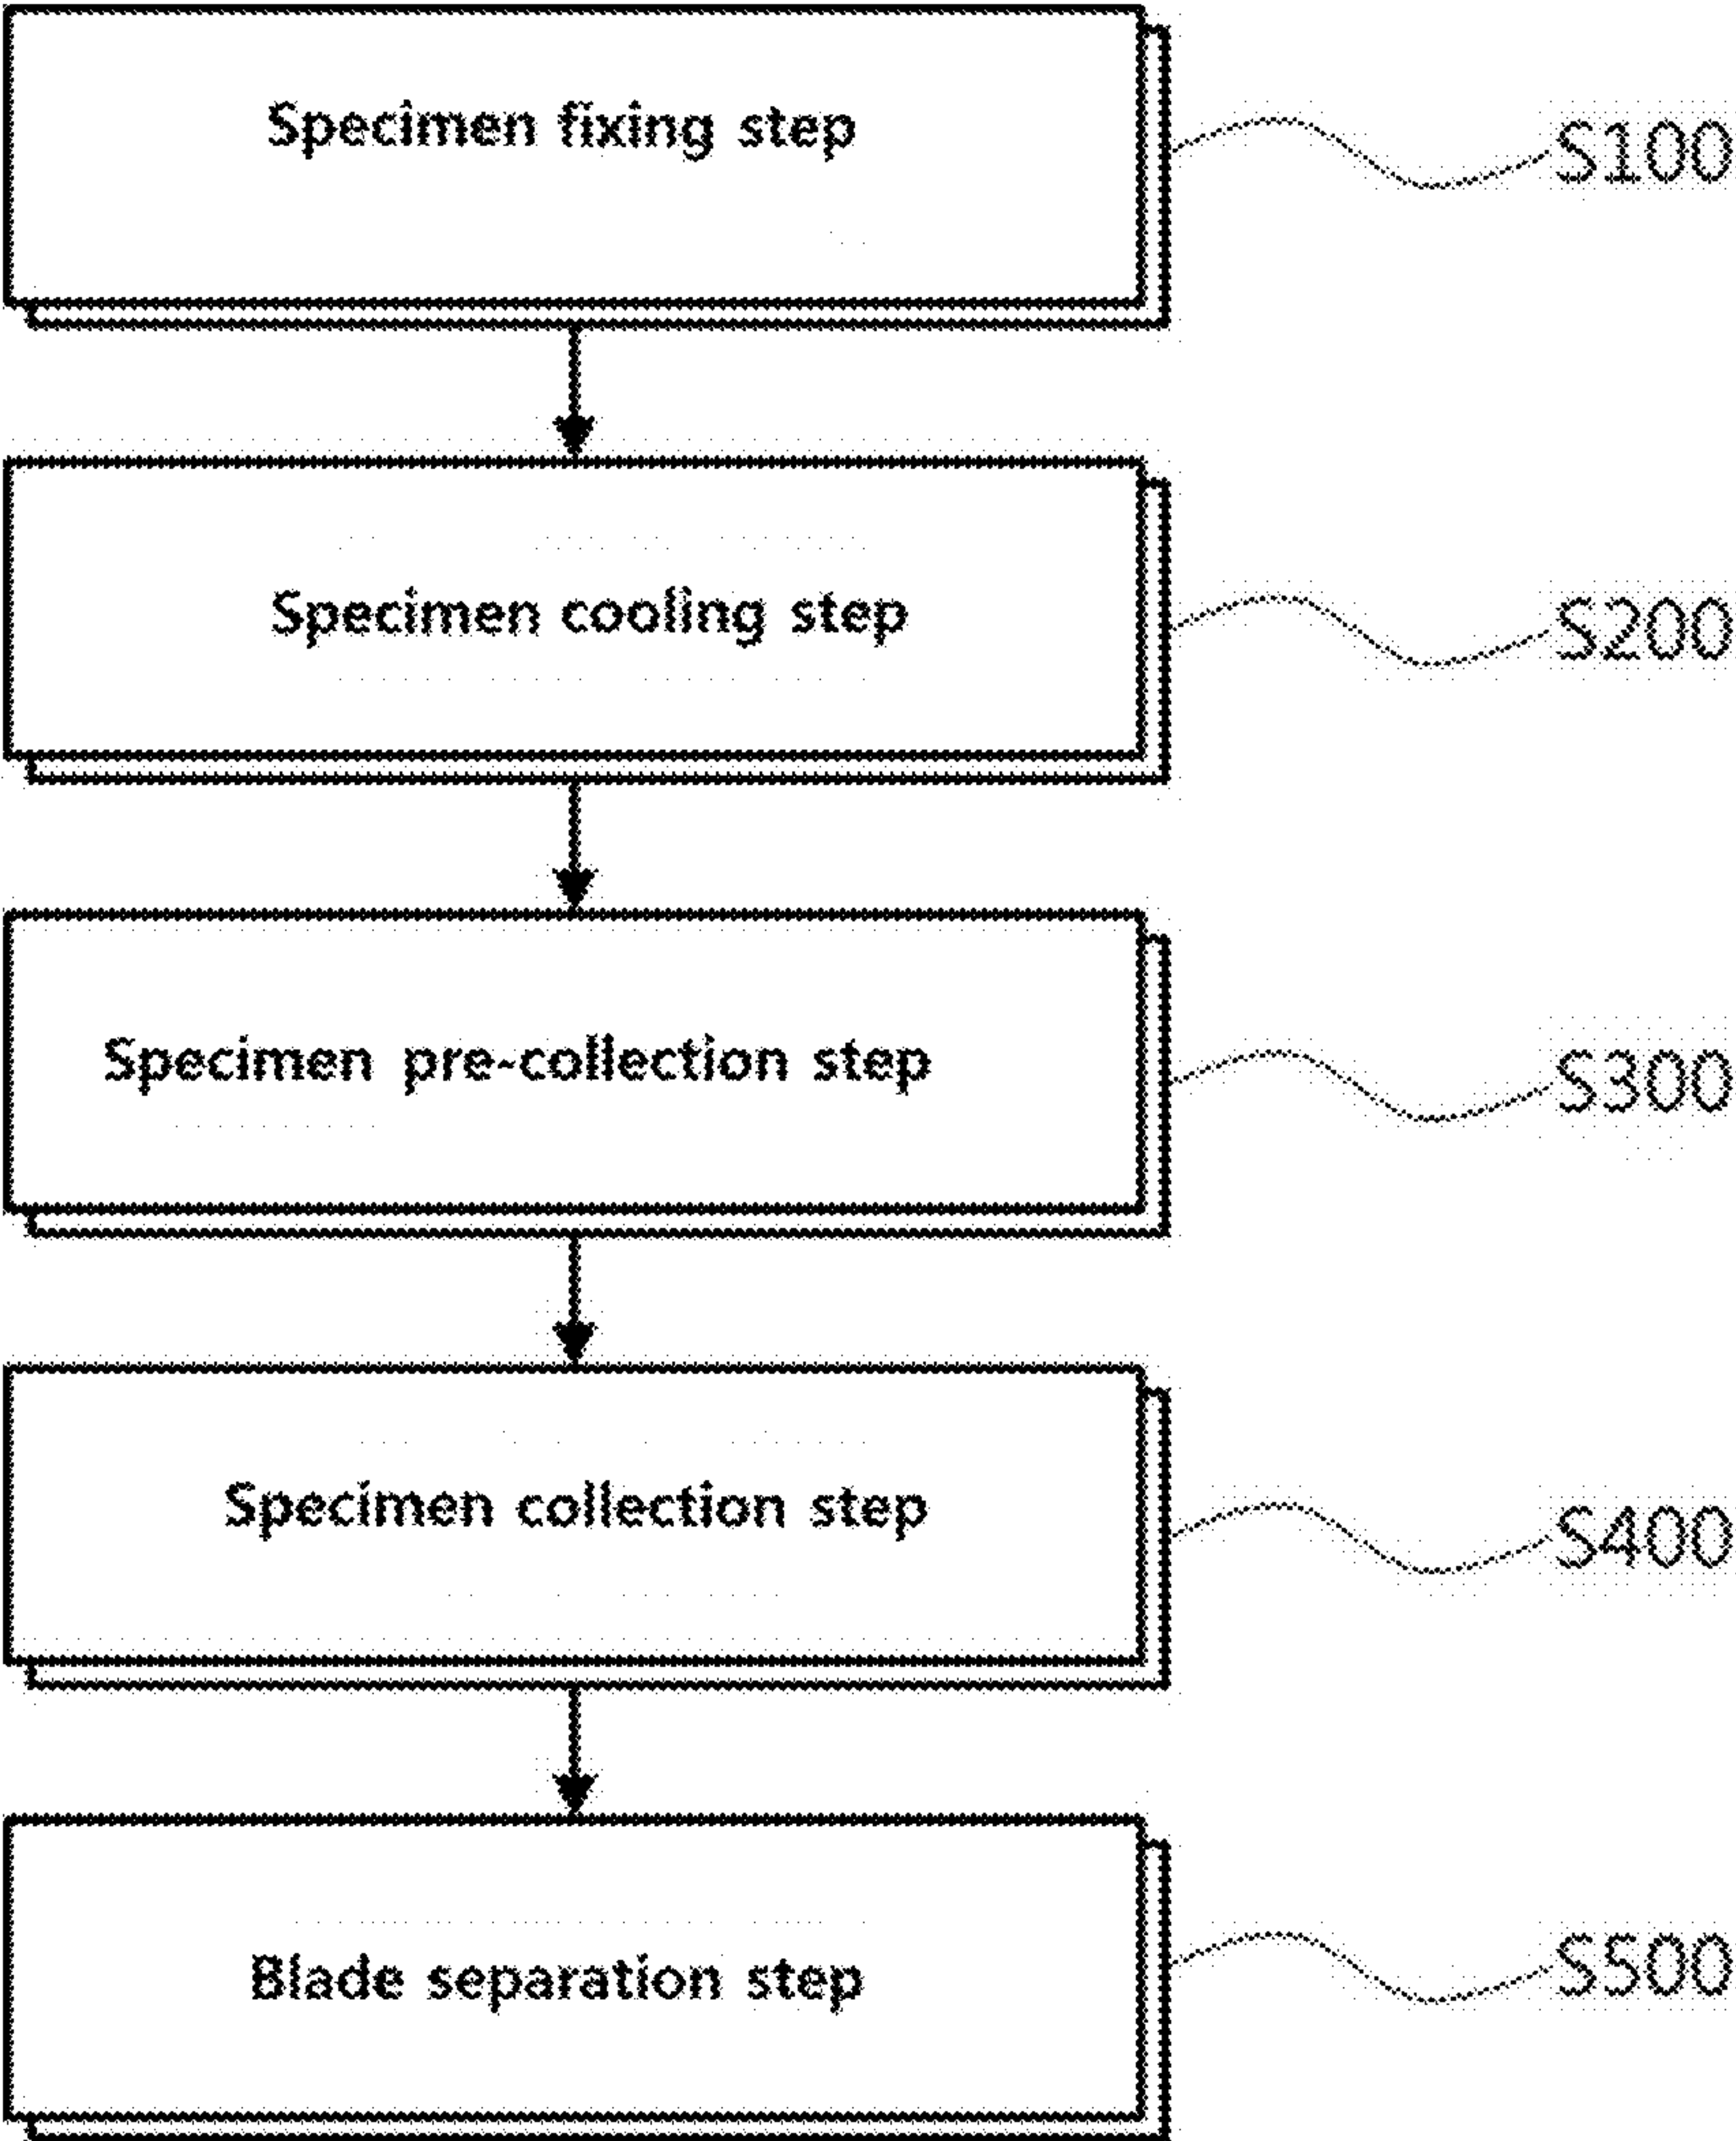 Specimen fixing step
S100
Specimen cooling step
S200
Specimen pre-collection step
S300
Specimen collection step
S400
Blade separation step
S500